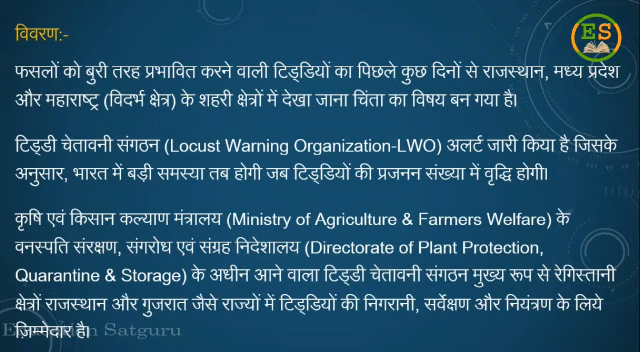 विवरण:-
ES
फसलों को बुरी तरह प्रभावित करने वाली टिड्डियों का पिछले कुछ दिनों से राजस्थान, मध्य प्रदेश
और महाराष्ट्र (विदर्भ क्षेत्र) के शहरी क्षेत्रों में देखा जाना चिंता का विषय बन गया है।
टिड्डी चेतावनी संगठन (Locust Warning Organization-LWO) अलर्ट जारी किया है जिसके
अनुसार, भारत में बड़ी समस्या तब होगी जब टिड्डियों की प्रजनन संख्या में वृद्धि होगी।
कृषि एवं किसान कल्याण मंत्रालय (Ministry of Agriculture & Farmers Welfare) के
वनस्पति संरक्षण, संगरोध एवं संग्रह निदेशालय (Directorate of Plant Protection,
Quarantine & Storage) के अधीन आने वाला टिड्डी चेतावनी संगठन मुख्य रूप से रेगिस्तानी
क्षेत्रों राजस्थान और गुजरात जैसे राज्यों में टिड्डियों की निगरानी, सर्वेक्षण और नियंत्रण के लिये
ज़िम्मेदार है।
Satguru